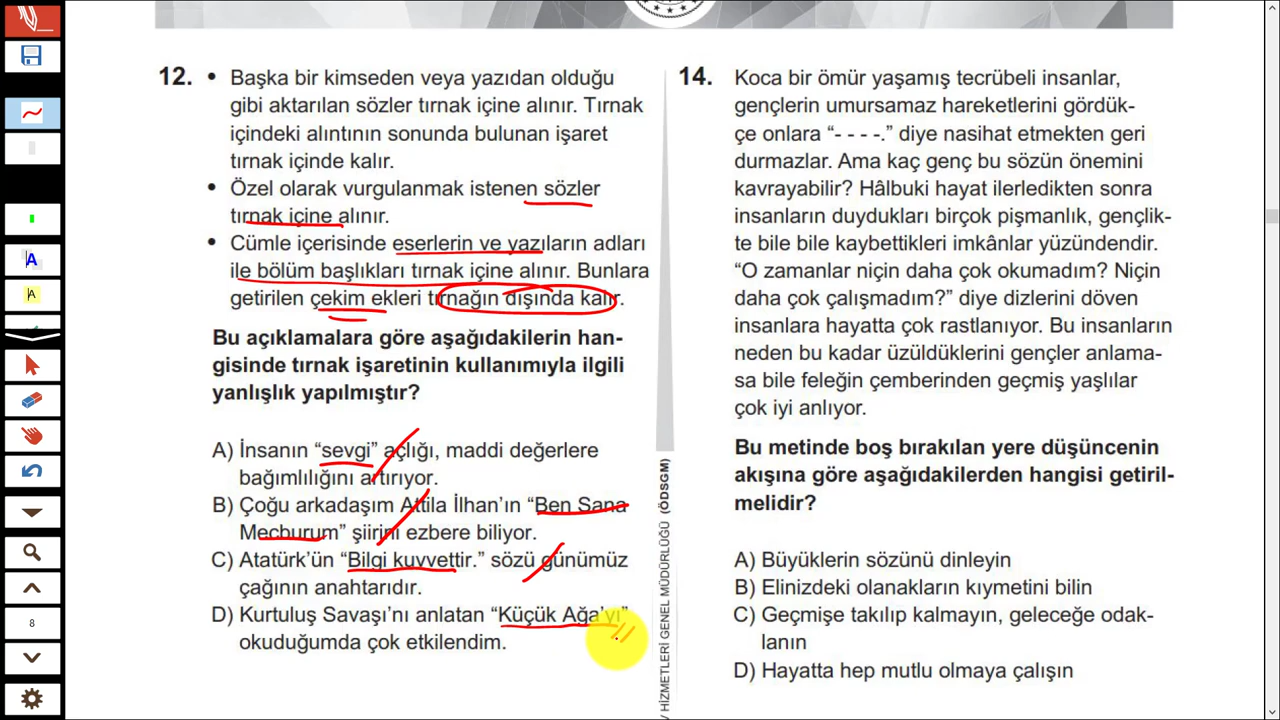 12. • Başka bir kimseden veya yazıdan olduğu
gibi aktarılan sözler tırnak içine alınır. Tırnak
içindeki alıntının sonunda bulunan işaret
tırnak içinde kalır.
• Özel olarak vurgulanmak istenen sözler
tırnak içine alınır.
• Cümle içerisinde eserlerin ve yazıların adları
ile bölüm başlıkları tırnak içine alınır. Bunlara
getirilen çekim ekleri tırnağın dışında kalır.
Bu açıklamalara göre aşağıdakilerin han-
gisinde tırnak işaretinin kullanımıyla ilgili
yanlışlık yapılmıştır?
A) İnsanın “sevgi” açlığı, maddi değerlere
bağımlılığını artırıyor.
B) Çoğu arkadaşım Attila İlhan’ın “Ben Sana
Mecburum” şiirini ezbere biliyor.
C) Atatürk’ün “Bilgi kuvvettir.” sözü günümüz
çağının anahtarıdır.
D) Kurtuluş Savaşı’nı anlatan “Küçük Ağa’yı”
okuduğumda çok etkilendim.
14. Koca bir ömür yaşamış tecrübeli insanlar,
gençlerin umursamaz hareketlerini gördük-
çe onlara “- - - -.” diye nasihat etmekten geri
durmazlar. Ama kaç genç bu sözün önemini
kavrayabilir? Hâlbuki hayat ilerledikten sonra
insanların duydukları birçok pişmanlık, gençlik-
te bile bile kaybettikleri imkânlar yüzündendir.
“O zamanlar niçin daha çok okumadım? Niçin
daha çok çalışmadım?” diye dizlerini döven
insanlara hayatta çok rastlanıyor. Bu insanların
neden bu kadar üzüldüklerini gençler anlama-
sa bile feleğin çemberinden geçmiş yaşlılar
çok iyi anlıyor.
Bu metinde boş bırakılan yere düşüncenin
akışına göre aşağıdakilerden hangisi getiril-
melidir?
A) Büyüklerin sözünü dinleyin
B) Elinizdeki olanakların kıymetini bilin
C) Geçmişe takılıp kalmayın, geleceğe odak-
lanın
D) Hayatta hep mutlu olmaya çalışın
HİZMETLERİ GENEL MÜDÜRLÜĞÜ (ÖDSGM)
A
A
8